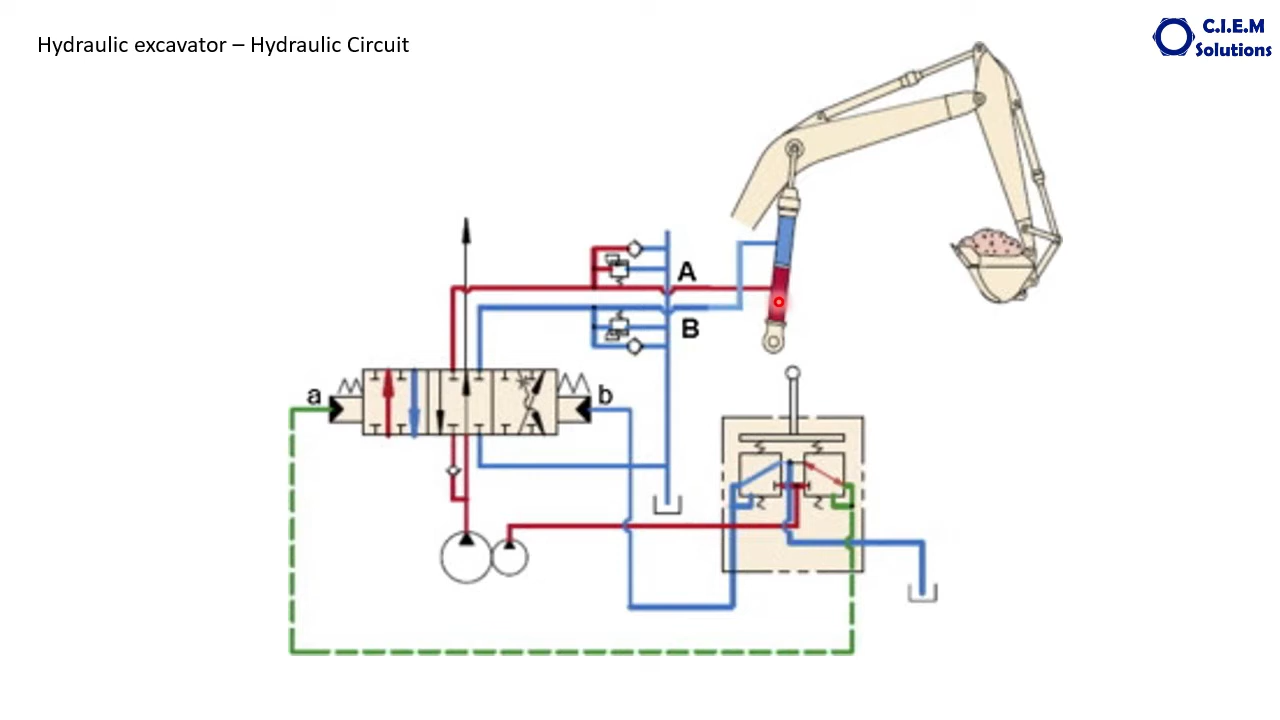 Hydraulic excavator – Hydraulic Circuit
C.I.E.M
Solutions
A
B
a
b